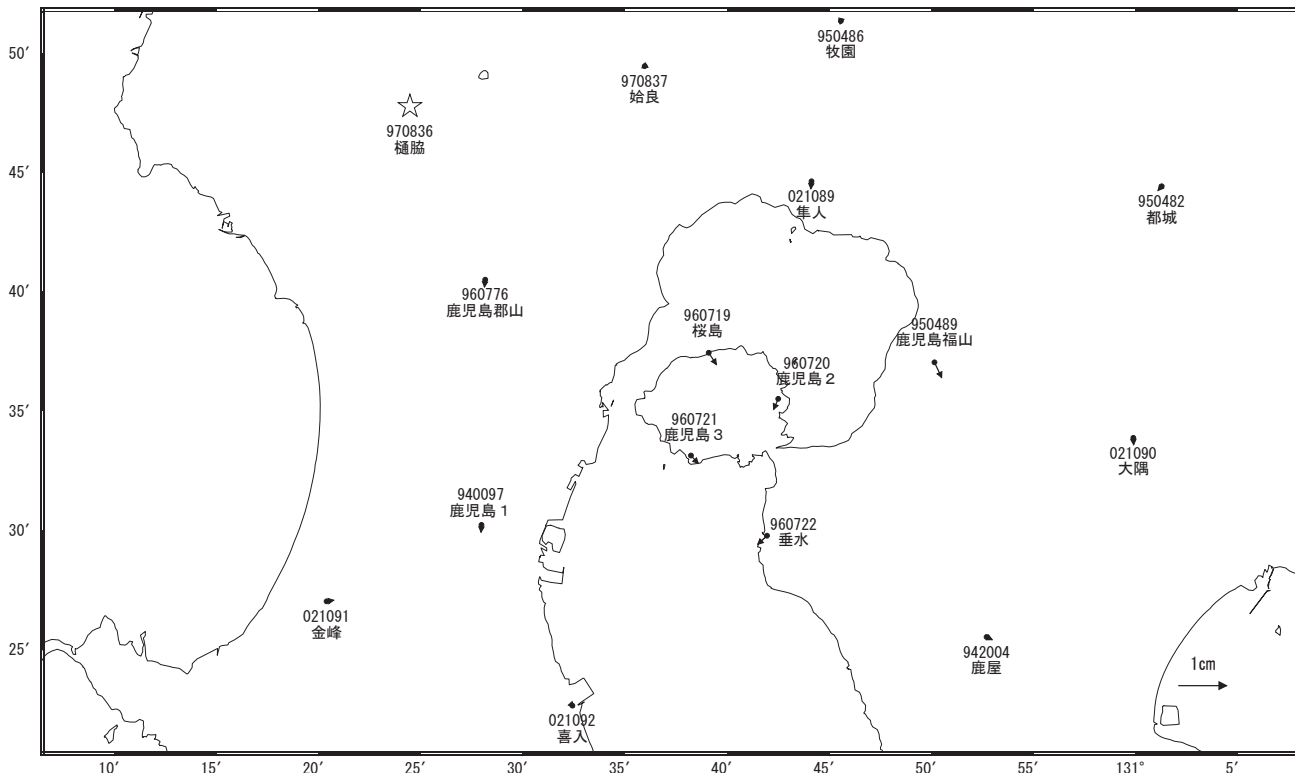 50′
45′
40′
35′
30′
25′
950486
牧園
970837
姶良
970836
樋脇
021089
隼人
950482
都城
960776
鹿児島郡山
960719
桜島
950489
鹿児島福山
960720
鹿児島2
960721
鹿児島3
021090
大隅
940097
鹿児島1
960722
垂水
021091
金峰
942004
鹿屋
1cm
021092
喜入
10′
15′
20′
25′
30′
35′
40′
45′
50′
55′
131°
5′